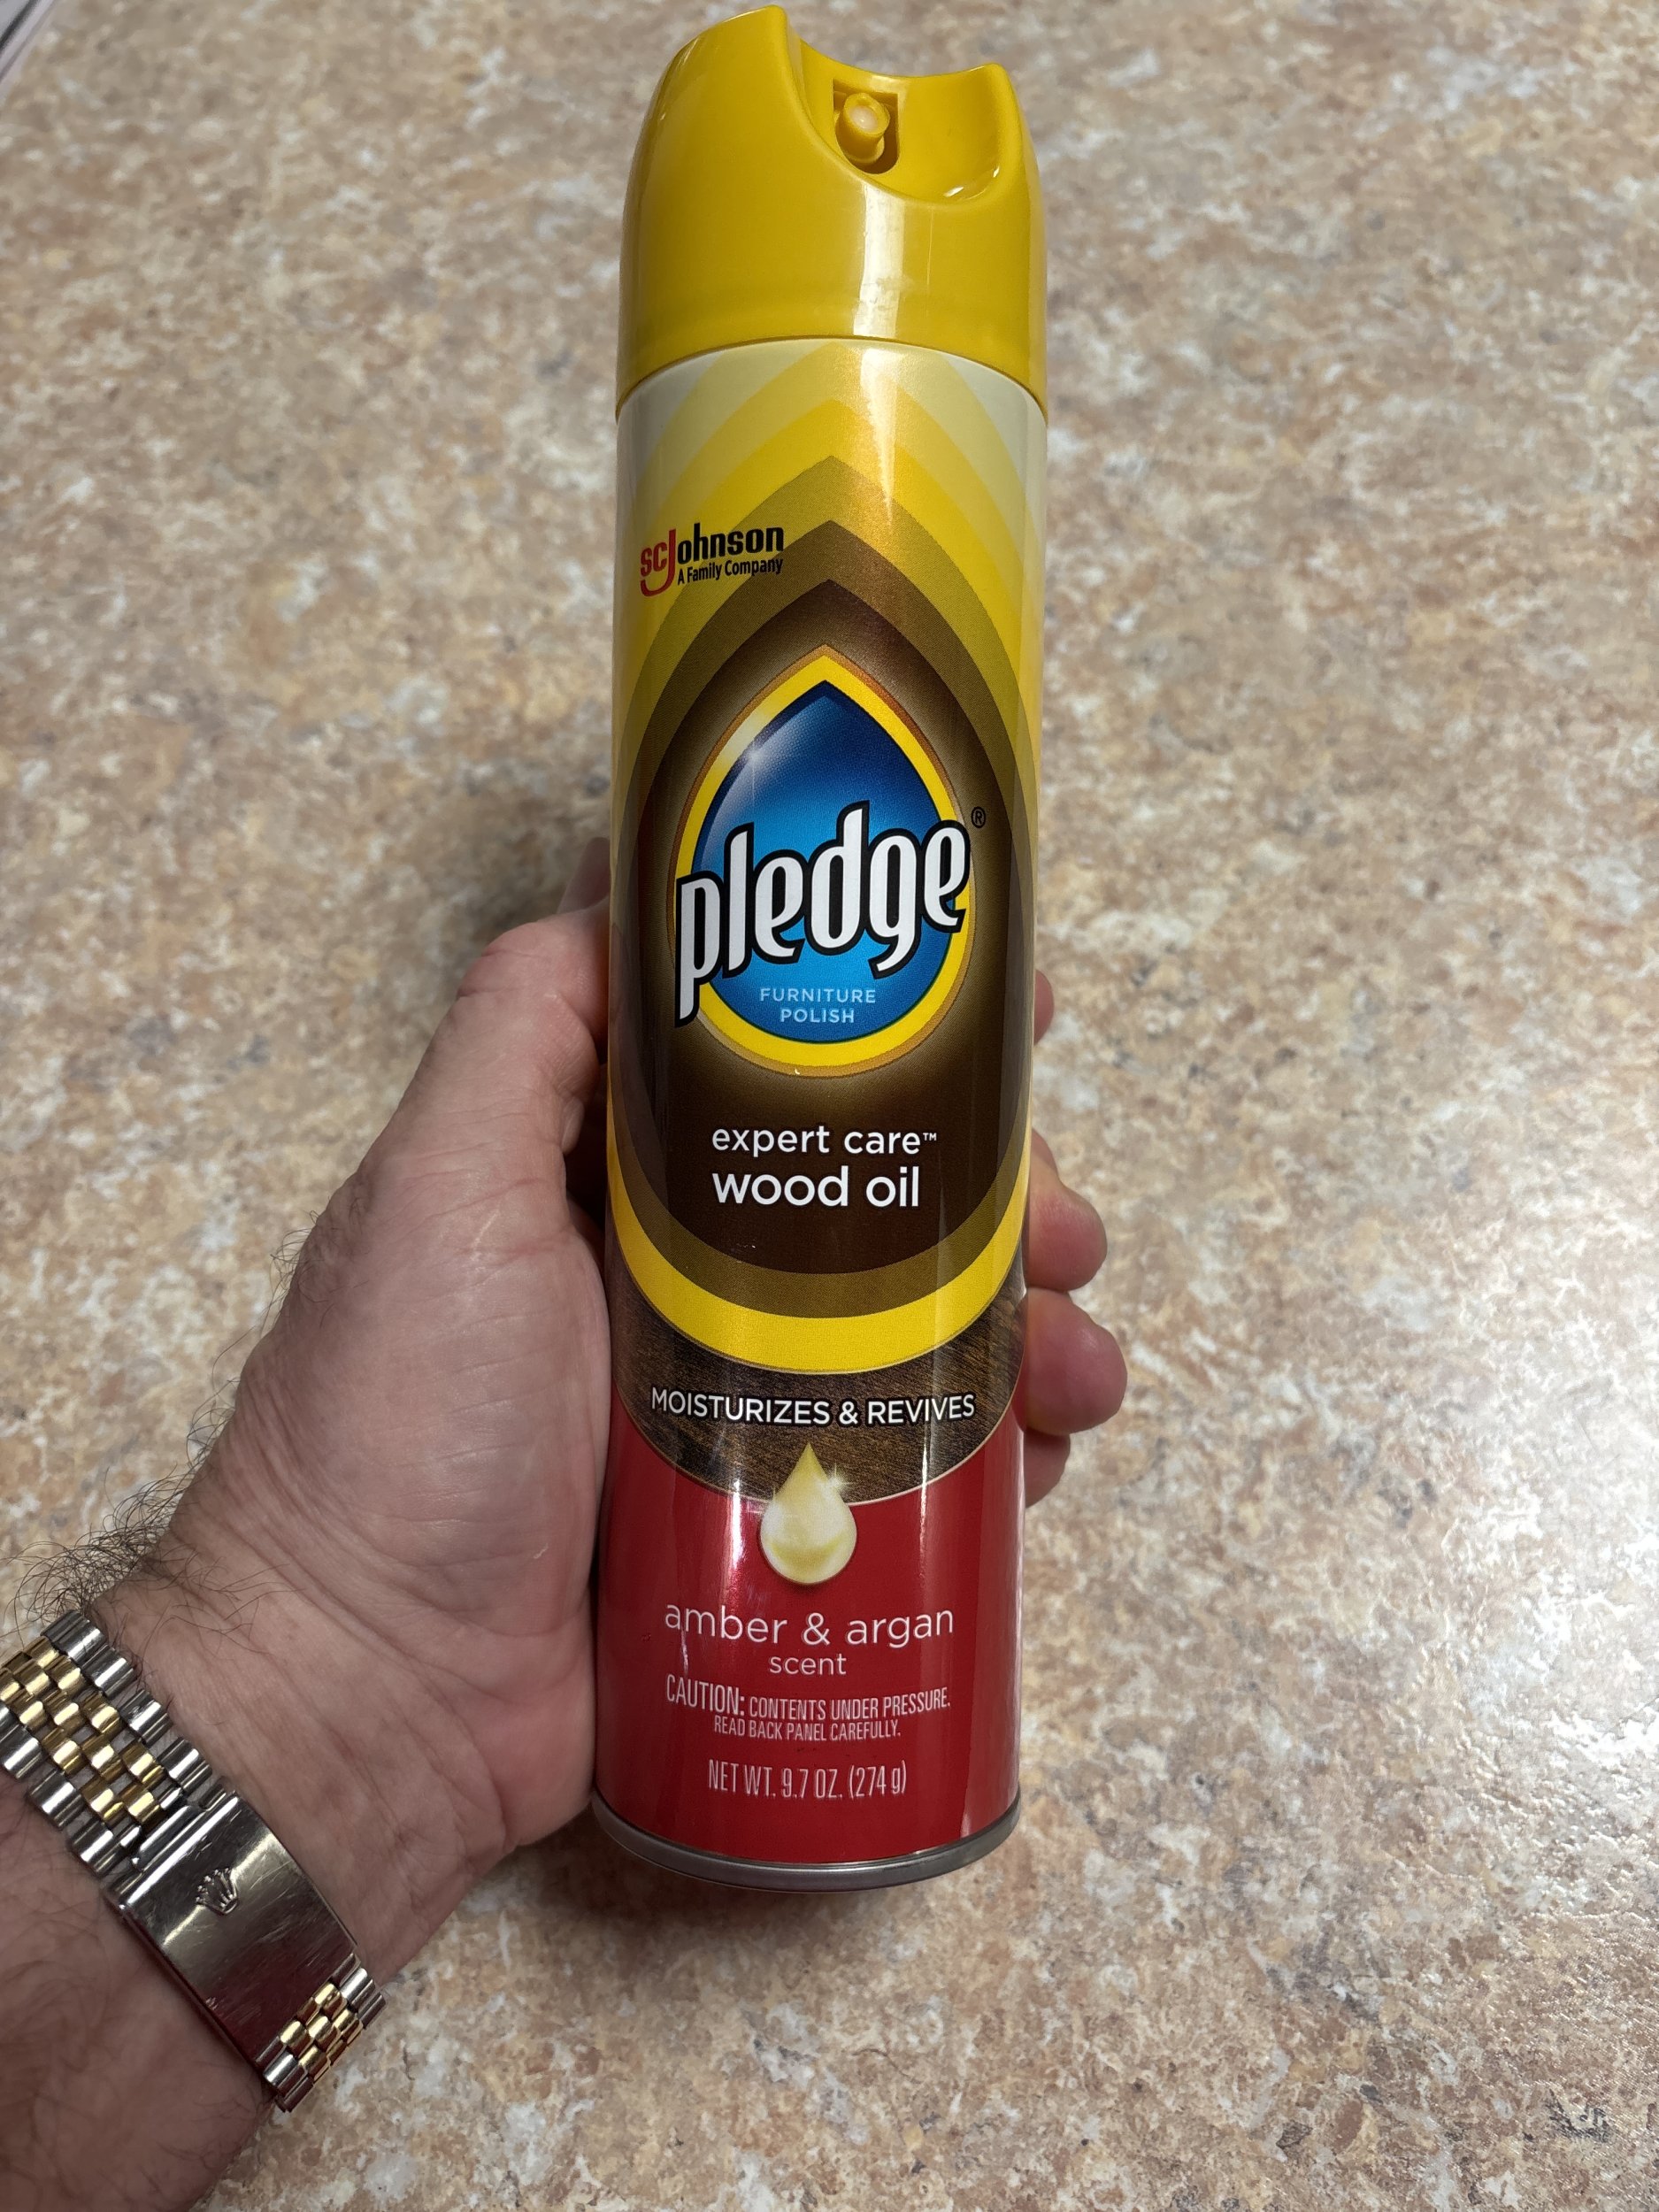 scjohnson
A Family Company
pledge®
FURNITURE
POLISH
expert care™
wood oil
MOISTURIZES & REVIVES
amber & argan
scent
CAUTION: CONTENTS UNDER PRESSURE.
READ BACK PANEL CAREFULLY.
NET WT. 9.7 OZ. (274 g)